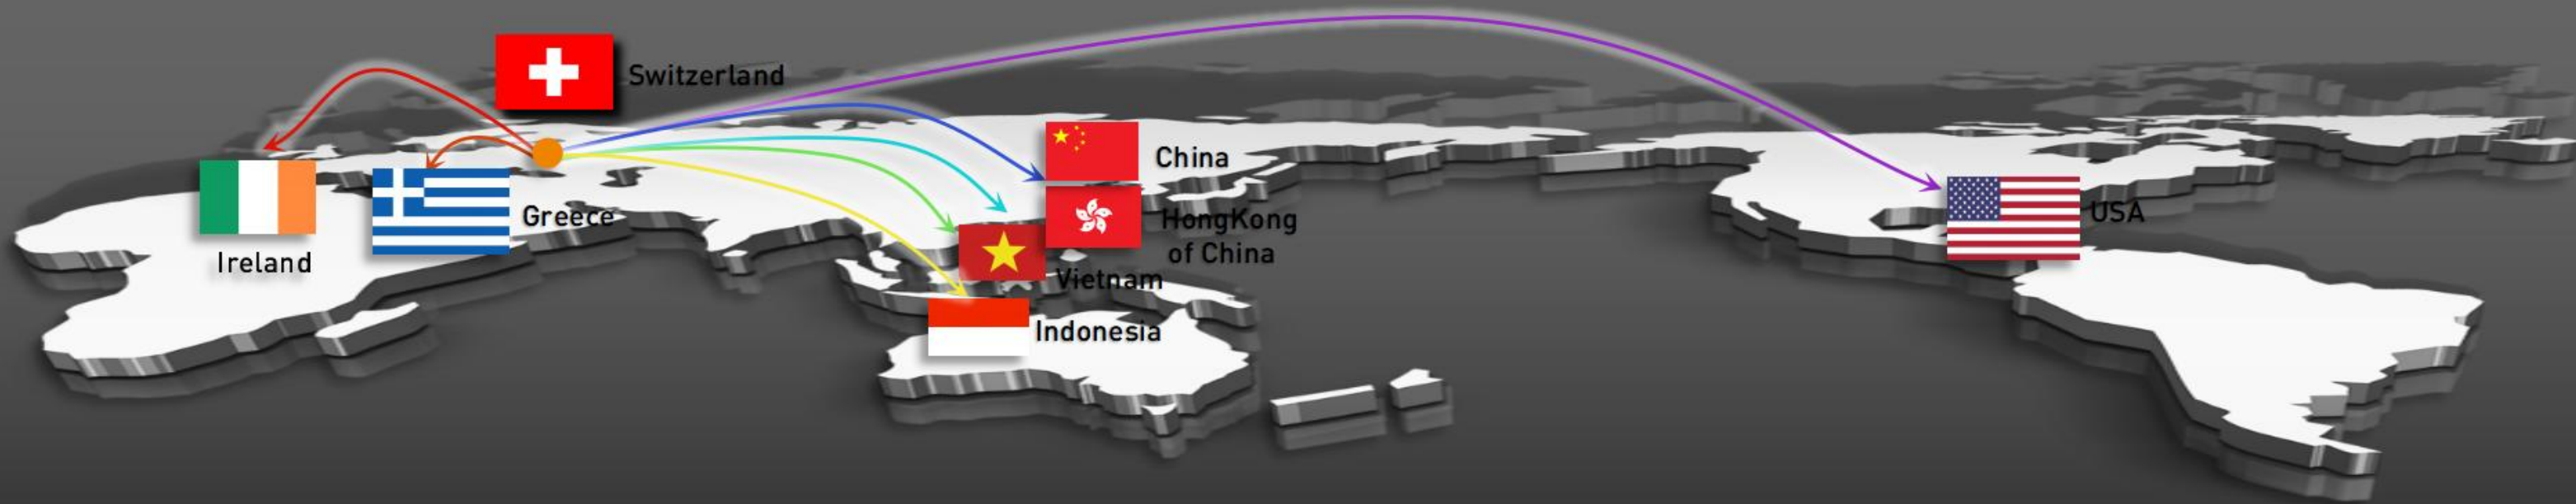 Switzerland
China
Greece
HongKong
of China
USA
Ireland
Vietnam
Indonesia